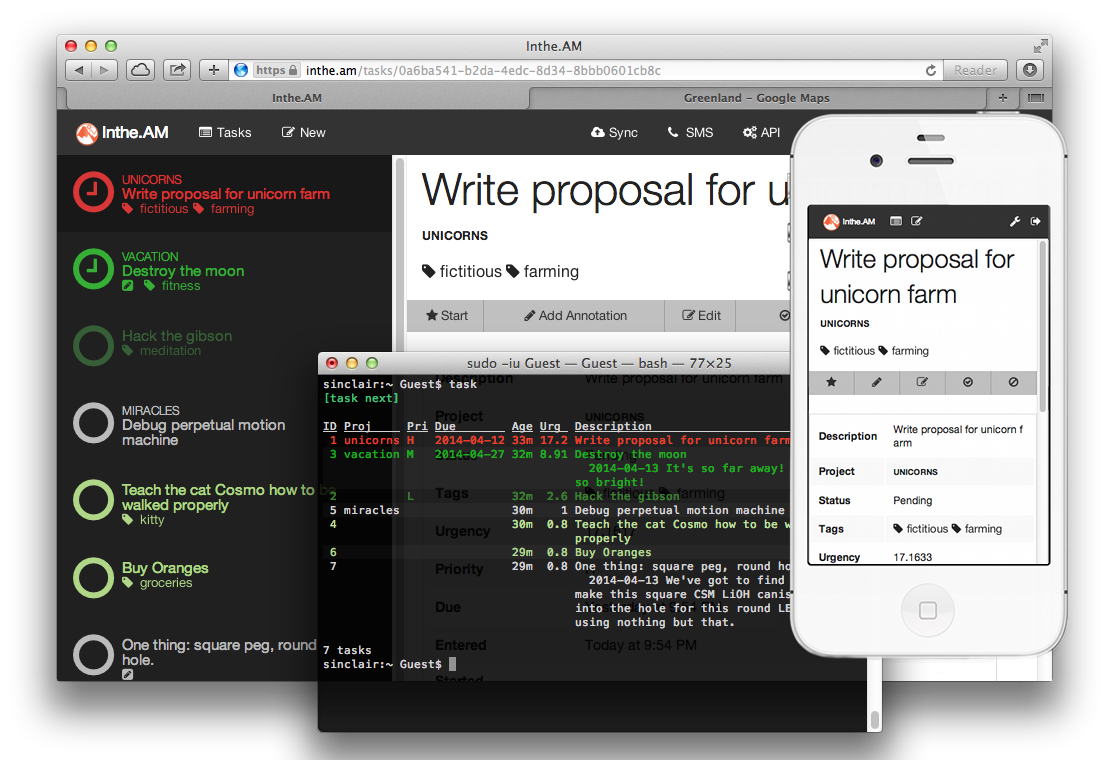 Inthe.AM
https inthe.am/tasks/0a6ba541-b2da-4edc-8d34-8bbb0601cb8c
Reader
Inthe.AM
Greenland – Google Maps
Inthe.AM
Tasks
New
Sync
SMS
API
UNICORNS
Write proposal for unicorn farm
fictitious farming
VACATION
Destroy the moon
fitness
Hack the gibson
meditation
MIRACLES
Debug perpetual motion
machine
Teach the cat Cosmo how to be
walked properly
kitty
Buy Oranges
groceries
One thing: square peg, round
hole.
Write proposal for u
UNICORNS
fictitious farming
Start
Add Annotation
Edit
sudo -iu Guest — Guest — bash — 77×25
sinclair:~ Guest$ task
[task next]
ID Proj Pri Due Age Urg Description
1 unicorns H 2014-04-12 33m 17.2 Write proposal for unicorn farm
3 vacation M 2014-04-27 32m 8.91 Destroy the moon
2014-04-13 It's so far away!
so bright!
2 L 32m 2.6 Hack the gibson
5 miracles 30m 1 Debug perpetual motion machine
4 30m 0.8 Teach the cat Cosmo how to be w
properly
6 29m 0.8 Buy Oranges
7 29m 0.8 One thing: square peg, round ho
2014-04-13 We've got to find
make this square CSM LiOH canis
into the hole for this round LE
using nothing but that.
7 tasks
sinclair:~ Guest$
Description Write proposal for unicorn farm
Project UNICORNS
Tags fictitious farming
Urgency
Priority
Due
Entered Today at 9:54 PM
Started
Inthe.AM
Write proposal for
unicorn farm
UNICORNS
fictitious farming
Description Write proposal for unicorn f
arm
Project UNICORNS
Status Pending
Tags fictitious farming
Urgency 17.1633